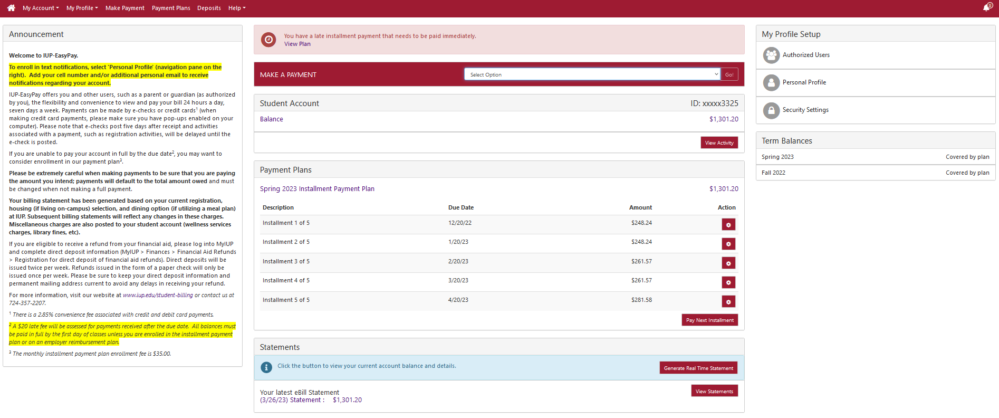 My Account My Profile Make Payment Payment Plans Deposits Help 3
Announcement
Welcome to IUP-EasyPay.
To enroll in text notifications, select 'Personal Profile' (navigation pane on the
right). Add your cell number and/or additional personal email to receive
notifications regarding your account.
IUP-EasyPay offers you and other users, such as a parent or guardian (as authorized
by you), the flexibility and convenience to view and pay your bill 24 hours a day,
seven days a week. Payments can be made by e-checks or credit cards¹ (when
making credit card payments, please make sure you have pop-ups enabled on your
computer). Please note that e-checks post five days after receipt and activities
associated with a payment, such as registration activities, will be delayed until the
e-check is posted.
If you are unable to pay your account in full by the due date², you may want to
consider enrollment in our payment plan³.
Please be extremely careful when making payments to be sure that you are paying
the amount you intend; payments will default to the total amount owed and must
be changed when not making a full payment.
Your billing statement has been generated based on your current registration,
housing (if living on-campus) selection, and dining option (if utilizing a meal plan)
at IUP. Subsequent billing statements will reflect any changes in these charges.
Miscellaneous charges are also posted to your student account (wellness services
charges, library fines, etc).
If you are eligible to receive a refund from your financial aid, please log into MyIUP
and complete direct deposit information (MyIUP > Finances > Financial Aid Refunds
> Registration for direct deposit of financial aid refunds). Direct deposits will be
issued twice per week. Refunds issued in the form of a paper check will only be
issued once per week. Please be sure to keep your direct deposit information and
permanent mailing address current to avoid any delays in receiving your refund.
For more information, visit our website at www.iup.edu/student-billing or contact us at
724-357-2207.
¹ There is a 2.85% convenience fee associated with credit and debit card payments.
² A $20 late fee will be assessed for payments received after the due date. All balances must
be paid in full by the first day of classes unless you are enrolled in the installment payment
plan or on an employer reimbursement plan.
³ The monthly installment payment plan enrollment fee is $35.00.
You have a late installment payment that needs to be paid immediately.
View Plan
MAKE A PAYMENT Select Option Go!
Student Account ID: xxxxx3325
Balance $1,301.20
View Activity
Payment Plans
Spring 2023 Installment Payment Plan $1,301.20
Description Due Date Amount Action
Installment 1 of 5 12/20/22 $248.24
Installment 2 of 5 1/20/23 $248.24
Installment 3 of 5 2/20/23 $261.57
Installment 4 of 5 3/20/23 $261.57
Installment 5 of 5 4/20/23 $281.58
Pay Next Installment
Statements
Click the button to view your current account balance and details. Generate Real Time Statement
Your latest eBill Statement View Statements
(3/26/23) Statement : $1,301.20
My Profile Setup
Authorized Users
Personal Profile
Security Settings
Term Balances
Spring 2023 Covered by plan
Fall 2022 Covered by plan